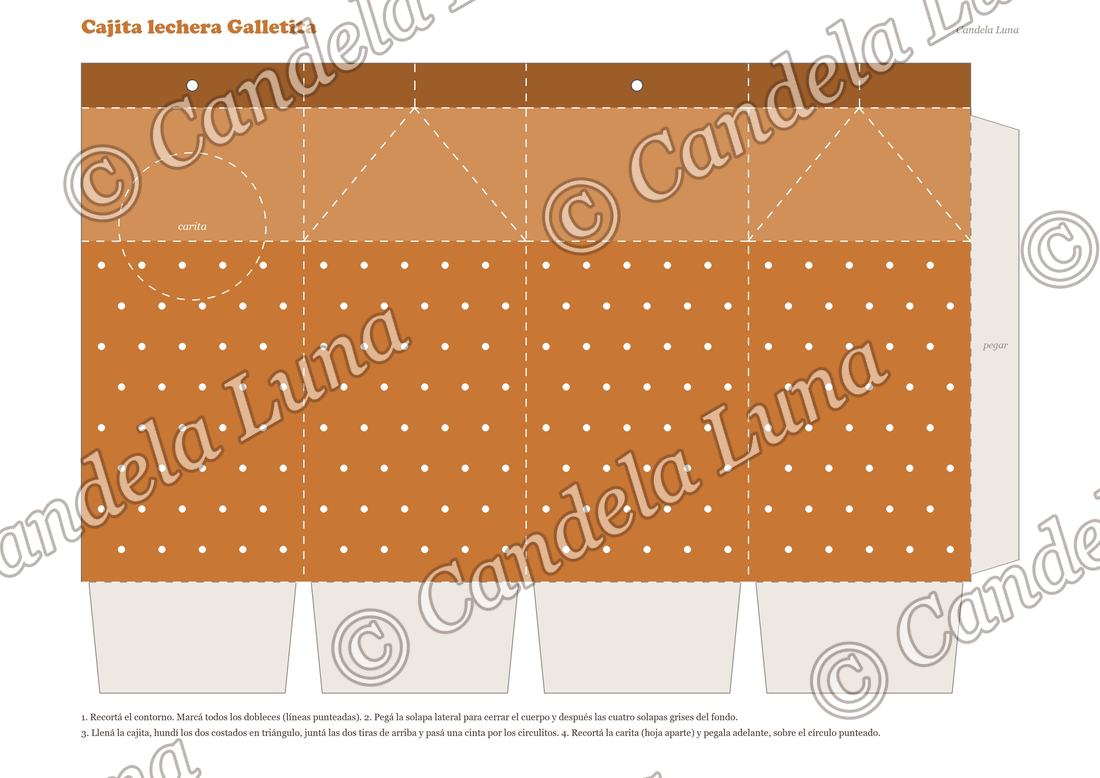 Cajita lechera Galletita
Candela Luna
carita
pegar
© Candela Luna
© Candela Luna
©
Candela Luna
© Candela Luna
© Candela
1. Recortá el contorno. Marcá todos los dobleces (líneas punteadas). 2. Pegá la solapa lateral para cerrar el cuerpo y después las cuatro solapas grises del fondo.
3. Llená la cajita, hundí los dos costados en triángulo, juntá las dos tiras de arriba y pasá una cinta por los circulitos. 4. Recortá la carita (hoja aparte) y pegala adelante, sobre el círculo punteado.